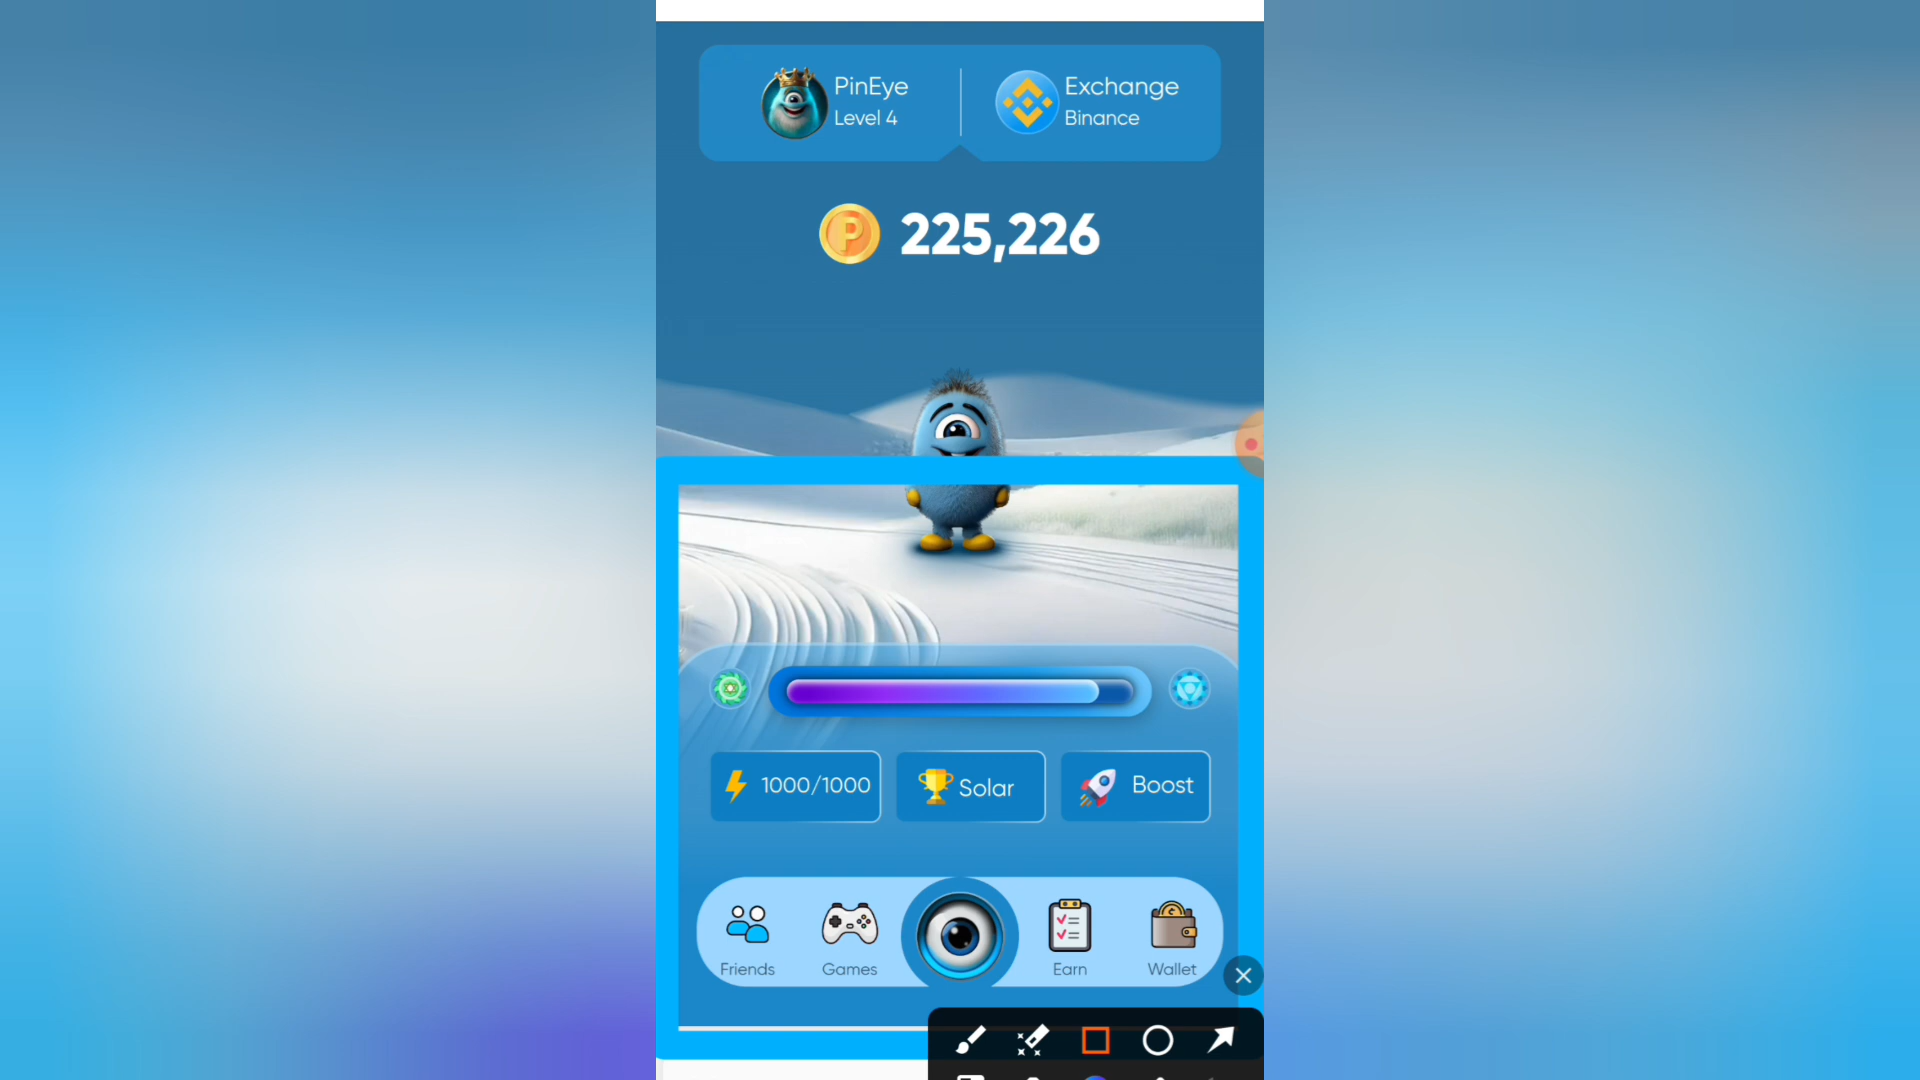 PinEye
Level 4
Exchange
Binance
P 225,226
1000/1000
Solar
Boost
Friends
Games
Earn
Wallet